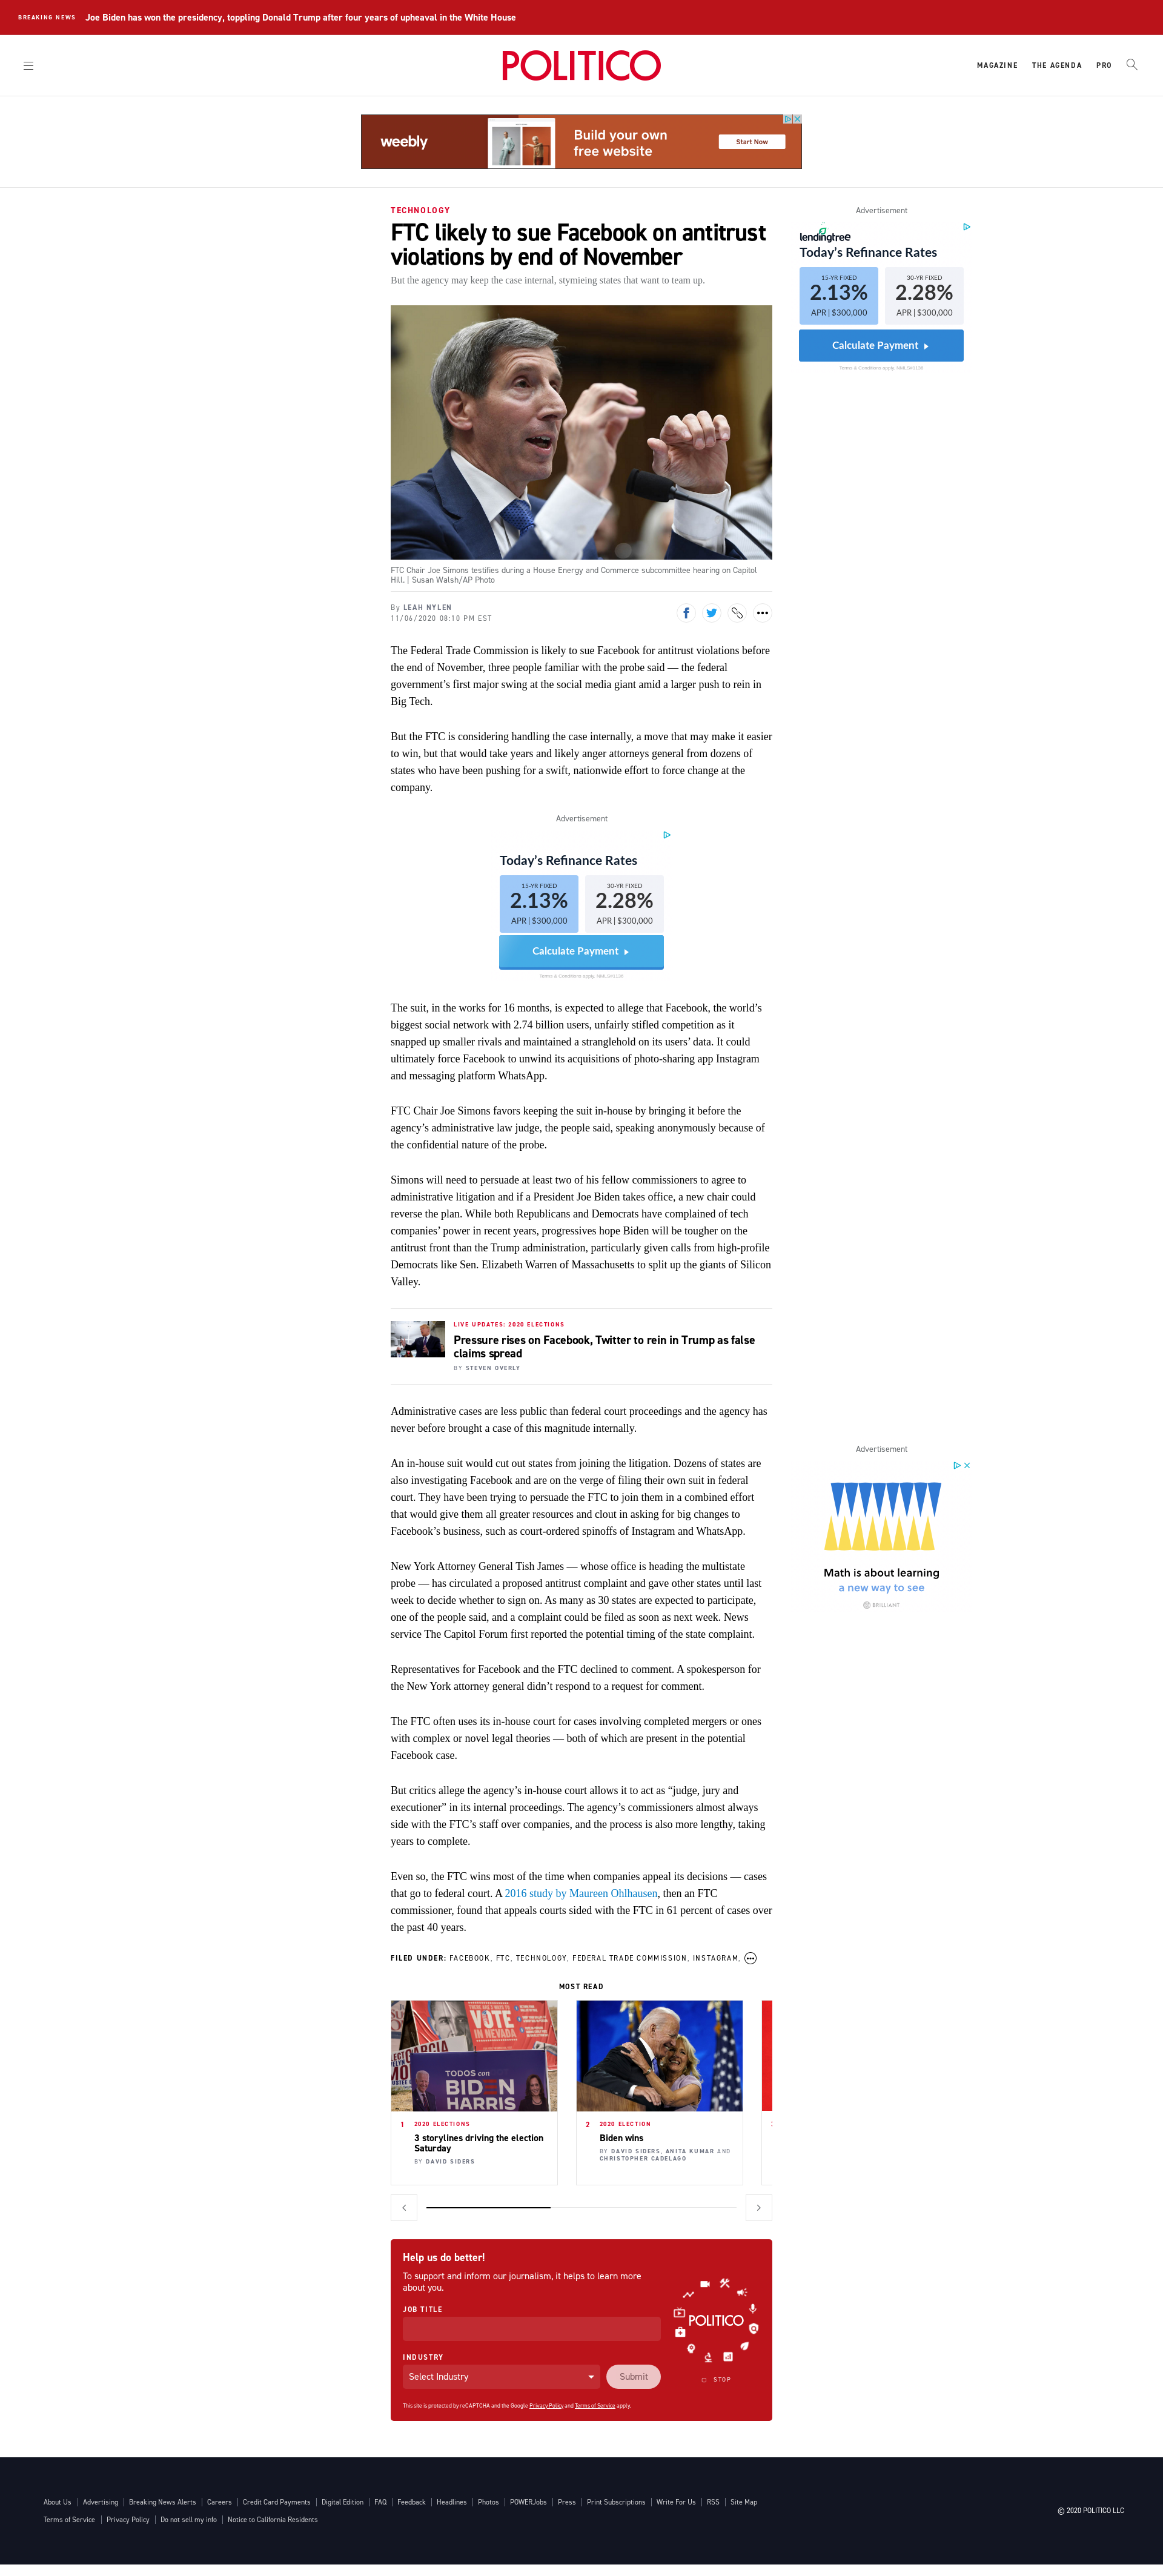 BREAKING NEWS Joe Biden has won the presidency, toppling Donald Trump after four years of upheaval in the White House
POLITICO
MAGAZINE THE AGENDA PRO
weebly
Build your own
free website
Start Now
TECHNOLOGY
FTC likely to sue Facebook on antitrust
violations by end of November
But the agency may keep the case internal, stymieing states that want to team up.
Advertisement
lendingtree
Today's Refinance Rates
15-YR FIXED
2.13%
APR | $300,000
30-YR FIXED
2.28%
APR | $300,000
Calculate Payment
Terms & Conditions apply. NMLS#1136
FTC Chair Joe Simons testifies during a House Energy and Commerce subcommittee hearing on Capitol
Hill. | Susan Walsh/AP Photo
By LEAH NYLEN
11/06/2020 08:10 PM EST
The Federal Trade Commission is likely to sue Facebook for antitrust violations before
the end of November, three people familiar with the probe said — the federal
government's first major swing at the social media giant amid a larger push to rein in
Big Tech.
But the FTC is considering handling the case internally, a move that may make it easier
to win, but that would take years and likely anger attorneys general from dozens of
states who have been pushing for a swift, nationwide effort to force change at the
company.
Advertisement
Today's Refinance Rates
15-YR FIXED
2.13%
APR | $300,000
30-YR FIXED
2.28%
APR | $300,000
Calculate Payment
Terms & Conditions apply. NMLS#1136
The suit, in the works for 16 months, is expected to allege that Facebook, the world's
biggest social network with 2.74 billion users, unfairly stifled competition as it
snapped up smaller rivals and maintained a stranglehold on its users' data. It could
ultimately force Facebook to unwind its acquisitions of photo-sharing app Instagram
and messaging platform WhatsApp.
FTC Chair Joe Simons favors keeping the suit in-house by bringing it before the
agency's administrative law judge, the people said, speaking anonymously because of
the confidential nature of the probe.
Simons will need to persuade at least two of his fellow commissioners to agree to
administrative litigation and if a President Joe Biden takes office, a new chair could
reverse the plan. While both Republicans and Democrats have complained of tech
companies' power in recent years, progressives hope Biden will be tougher on the
antitrust front than the Trump administration, particularly given calls from high-profile
Democrats like Sen. Elizabeth Warren of Massachusetts to split up the giants of Silicon
Valley.
LIVE UPDATES: 2020 ELECTIONS
Pressure rises on Facebook, Twitter to rein in Trump as false
claims spread
BY STEVEN OVERLY
Administrative cases are less public than federal court proceedings and the agency has
never before brought a case of this magnitude internally.
An in-house suit would cut out states from joining the litigation. Dozens of states are
also investigating Facebook and are on the verge of filing their own suit in federal
court. They have been trying to persuade the FTC to join them in a combined effort
that would give them all greater resources and clout in asking for big changes to
Facebook's business, such as court-ordered spinoffs of Instagram and WhatsApp.
Advertisement
Math is about learning
a new way to see
BRILLIANT
New York Attorney General Tish James — whose office is heading the multistate
probe — has circulated a proposed antitrust complaint and gave other states until last
week to decide whether to sign on. As many as 30 states are expected to participate,
one of the people said, and a complaint could be filed as soon as next week. News
service The Capitol Forum first reported the potential timing of the state complaint.
Representatives for Facebook and the FTC declined to comment. A spokesperson for
the New York attorney general didn't respond to a request for comment.
The FTC often uses its in-house court for cases involving completed mergers or ones
with complex or novel legal theories — both of which are present in the potential
Facebook case.
But critics allege the agency's in-house court allows it to act as "judge, jury and
executioner" in its internal proceedings. The agency's commissioners almost always
side with the FTC's staff over companies, and the process is also more lengthy, taking
years to complete.
Even so, the FTC wins most of the time when companies appeal its decisions — cases
that go to federal court. A 2016 study by Maureen Ohlhausen, then an FTC
commissioner, found that appeals courts sided with the FTC in 61 percent of cases over
the past 40 years.
FILED UNDER: FACEBOOK, FTC, TECHNOLOGY, FEDERAL TRADE COMMISSION, INSTAGRAM,
MOST READ
VOTE
IN NEVADA
GARCIA
TODOS con
BIDEN
HARRIS
1 2020 ELECTIONS
3 storylines driving the election
Saturday
BY DAVID SIDERS
2 2020 ELECTION
Biden wins
BY DAVID SIDERS, ANITA KUMAR AND
CHRISTOPHER CADELAGO
Help us do better!
To support and inform our journalism, it helps to learn more
about you.
JOB TITLE
INDUSTRY
Select Industry
Submit
POLITICO
STOP
This site is protected by reCAPTCHA and the Google Privacy Policy and Terms of Service apply.
About Us | Advertising | Breaking News Alerts | Careers | Credit Card Payments | Digital Edition | FAQ | Feedback | Headlines | Photos | POWERJobs | Press | Print Subscriptions | Write For Us | RSS | Site Map
Terms of Service | Privacy Policy | Do not sell my info | Notice to California Residents
© 2020 POLITICO LLC